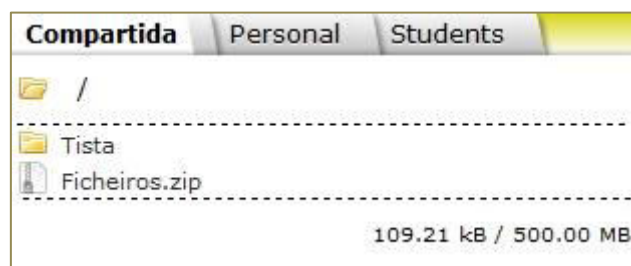 Compartida Personal Students
/
Tista
Ficheiros.zip
109.21 kB / 500.00 MB